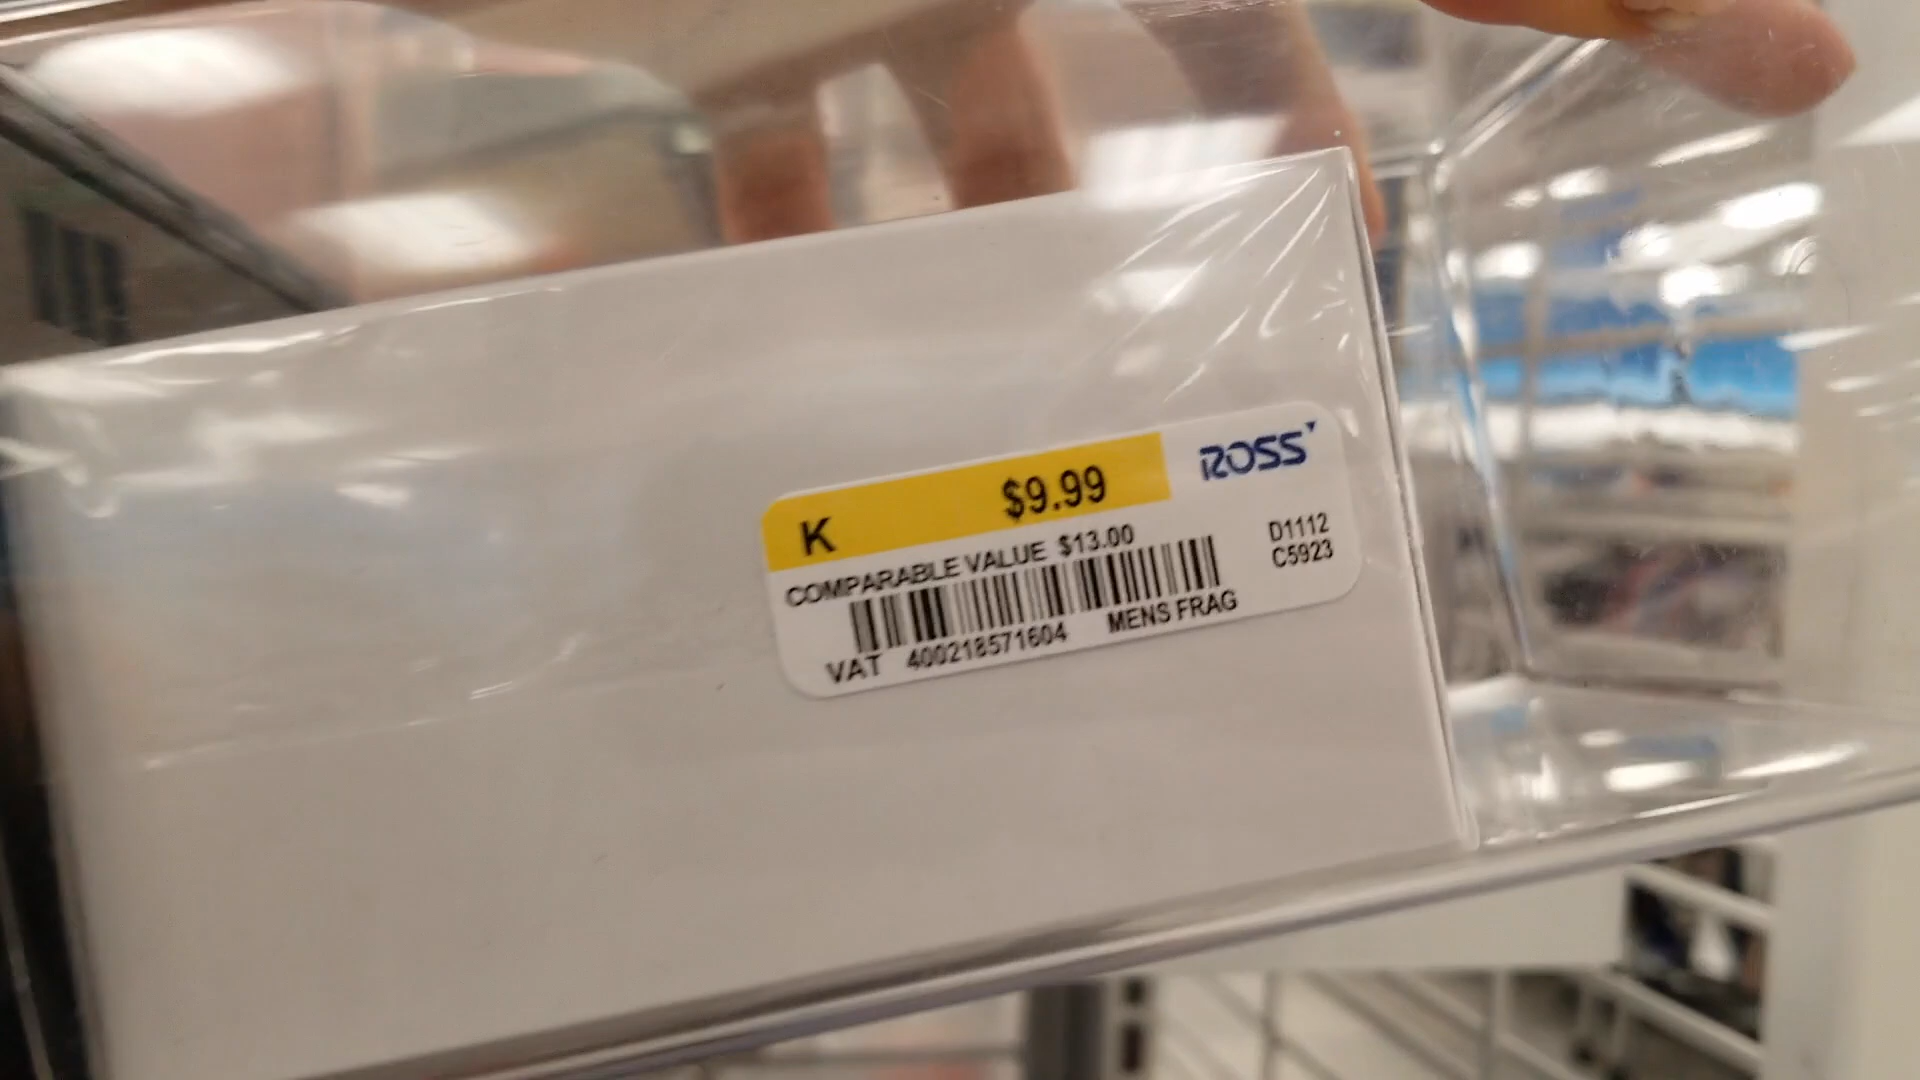 K $9.99 ROSS
COMPARABLE VALUE $13.00
D1112
C5923
VAT 400218571604 MENS FRAG